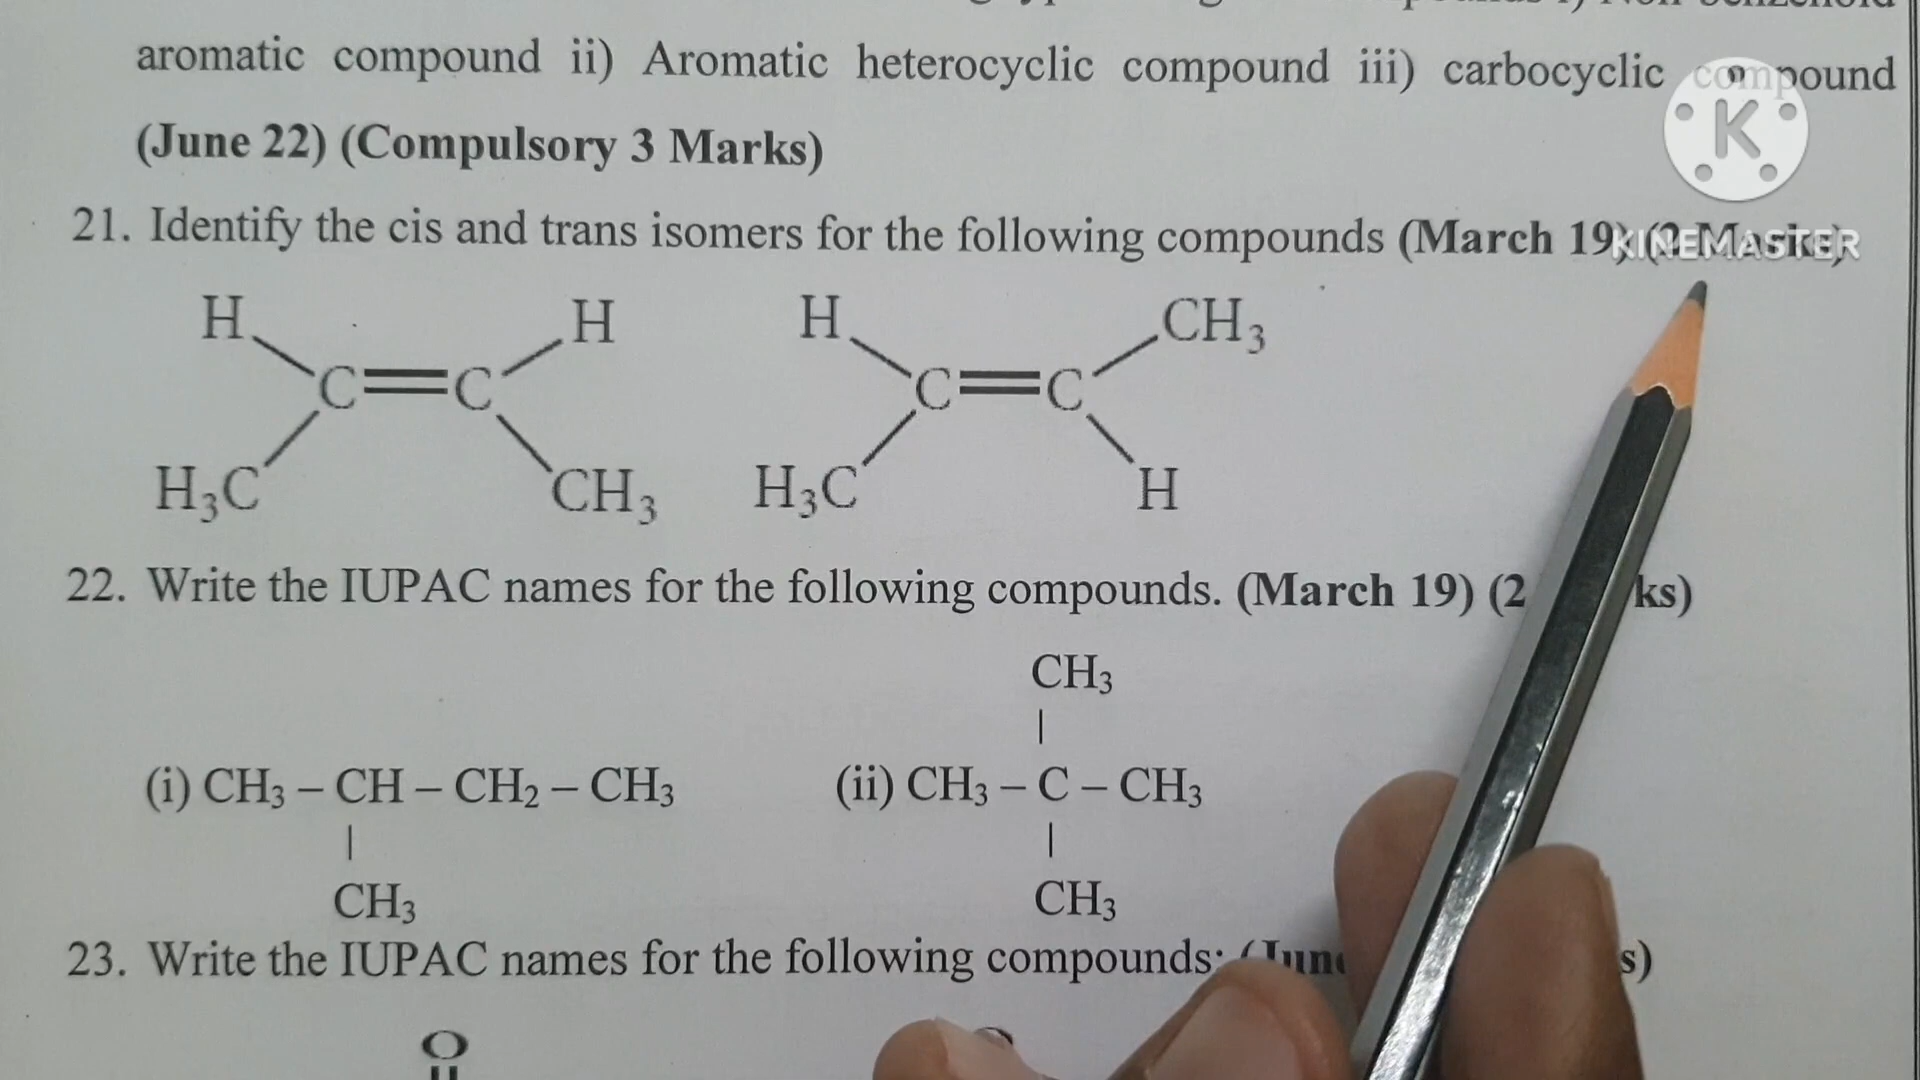 aromatic compound ii) Aromatic heterocyclic compound iii) carbocyclic compound
(June 22) (Compulsory 3 Marks)
K
21. Identify the cis and trans isomers for the following compounds (March 19) (2 Marks)
KINEMASTER
H H H CH₃
C=C C=C
H₃C CH₃ H₃C H
22. Write the IUPAC names for the following compounds. (March 19) (2 ks)
CH₃
|
(i) CH₃ – CH – CH₂ – CH₃ (ii) CH₃ – C – CH₃
| |
CH₃ CH₃
23. Write the IUPAC names for the following compounds: (June s)
O